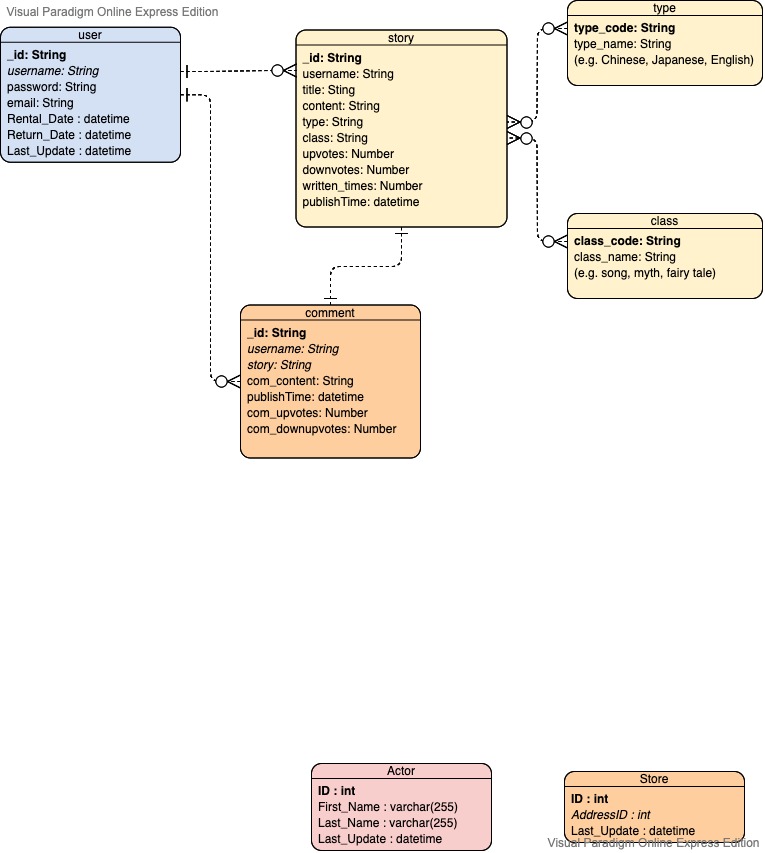 Visual Paradigm Online Express Edition
user
_id: String
username: String
password: String
email: String
Rental_Date : datetime
Return_Date : datetime
Last_Update : datetime
story
_id: String
username: String
title: Sting
content: String
type: String
class: String
upvotes: Number
downvotes: Number
written_times: Number
publishTime: datetime
type
type_code: String
type_name: String
(e.g. Chinese, Japanese, English)
class
class_code: String
class_name: String
(e.g. song, myth, fairy tale)
comment
_id: String
username: String
story: String
com_content: String
publishTime: datetime
com_upvotes: Number
com_downupvotes: Number
Actor
ID : int
First_Name : varchar(255)
Last_Name : varchar(255)
Last_Update : datetime
Store
ID : int
AddressID : int
Last_Update : datetime
Visual Paradigm Online Express Edition